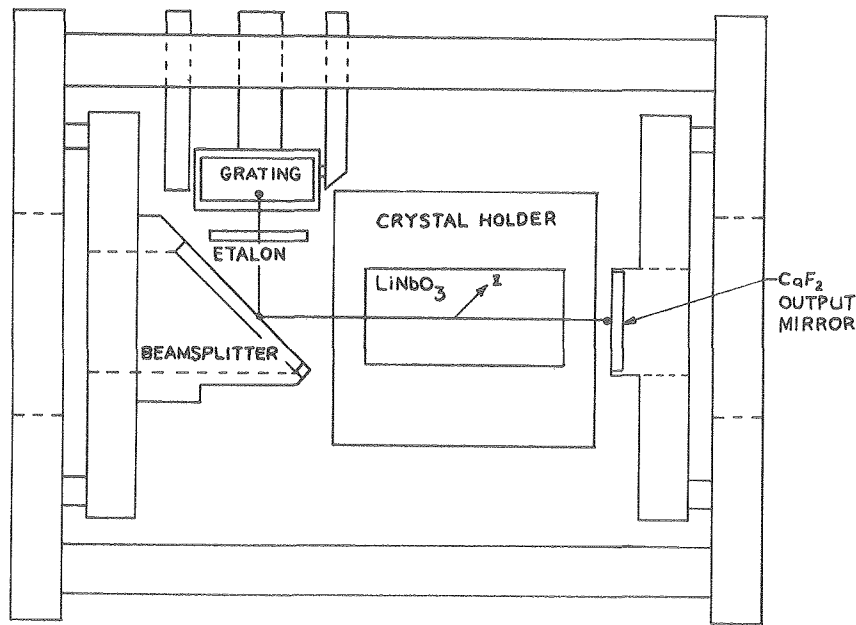 GRATING
ETALON
CRYSTAL HOLDER
LiNbO3
z
CaF2
OUTPUT
MIRROR
BEAMSPLITTER